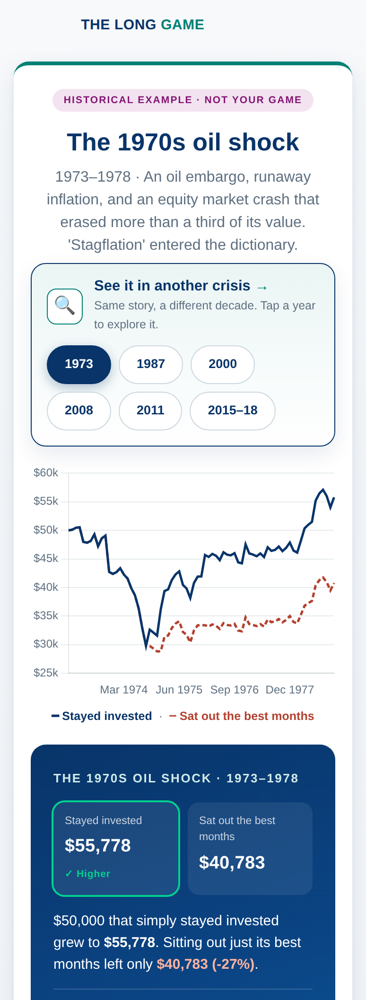 THE LONG GAME
HISTORICAL EXAMPLE · NOT YOUR GAME
The 1970s oil shock
1973–1978 · An oil embargo, runaway
inflation, and an equity market crash that
erased more than a third of its value.
'Stagflation' entered the dictionary.
See it in another crisis →
Same story, a different decade. Tap a year
to explore it.
1973
1987
2000
2008
2011
2015–18
$60k
$55k
$50k
$45k
$40k
$35k
$30k
$25k
Mar 1974
Jun 1975
Sep 1976
Dec 1977
Stayed invested · Sat out the best months
THE 1970S OIL SHOCK · 1973–1978
Stayed invested
$55,778
✓ Higher
Sat out the best
months
$40,783
$50,000 that simply stayed invested
grew to $55,778. Sitting out just its best
months left only $40,783 (-27%).